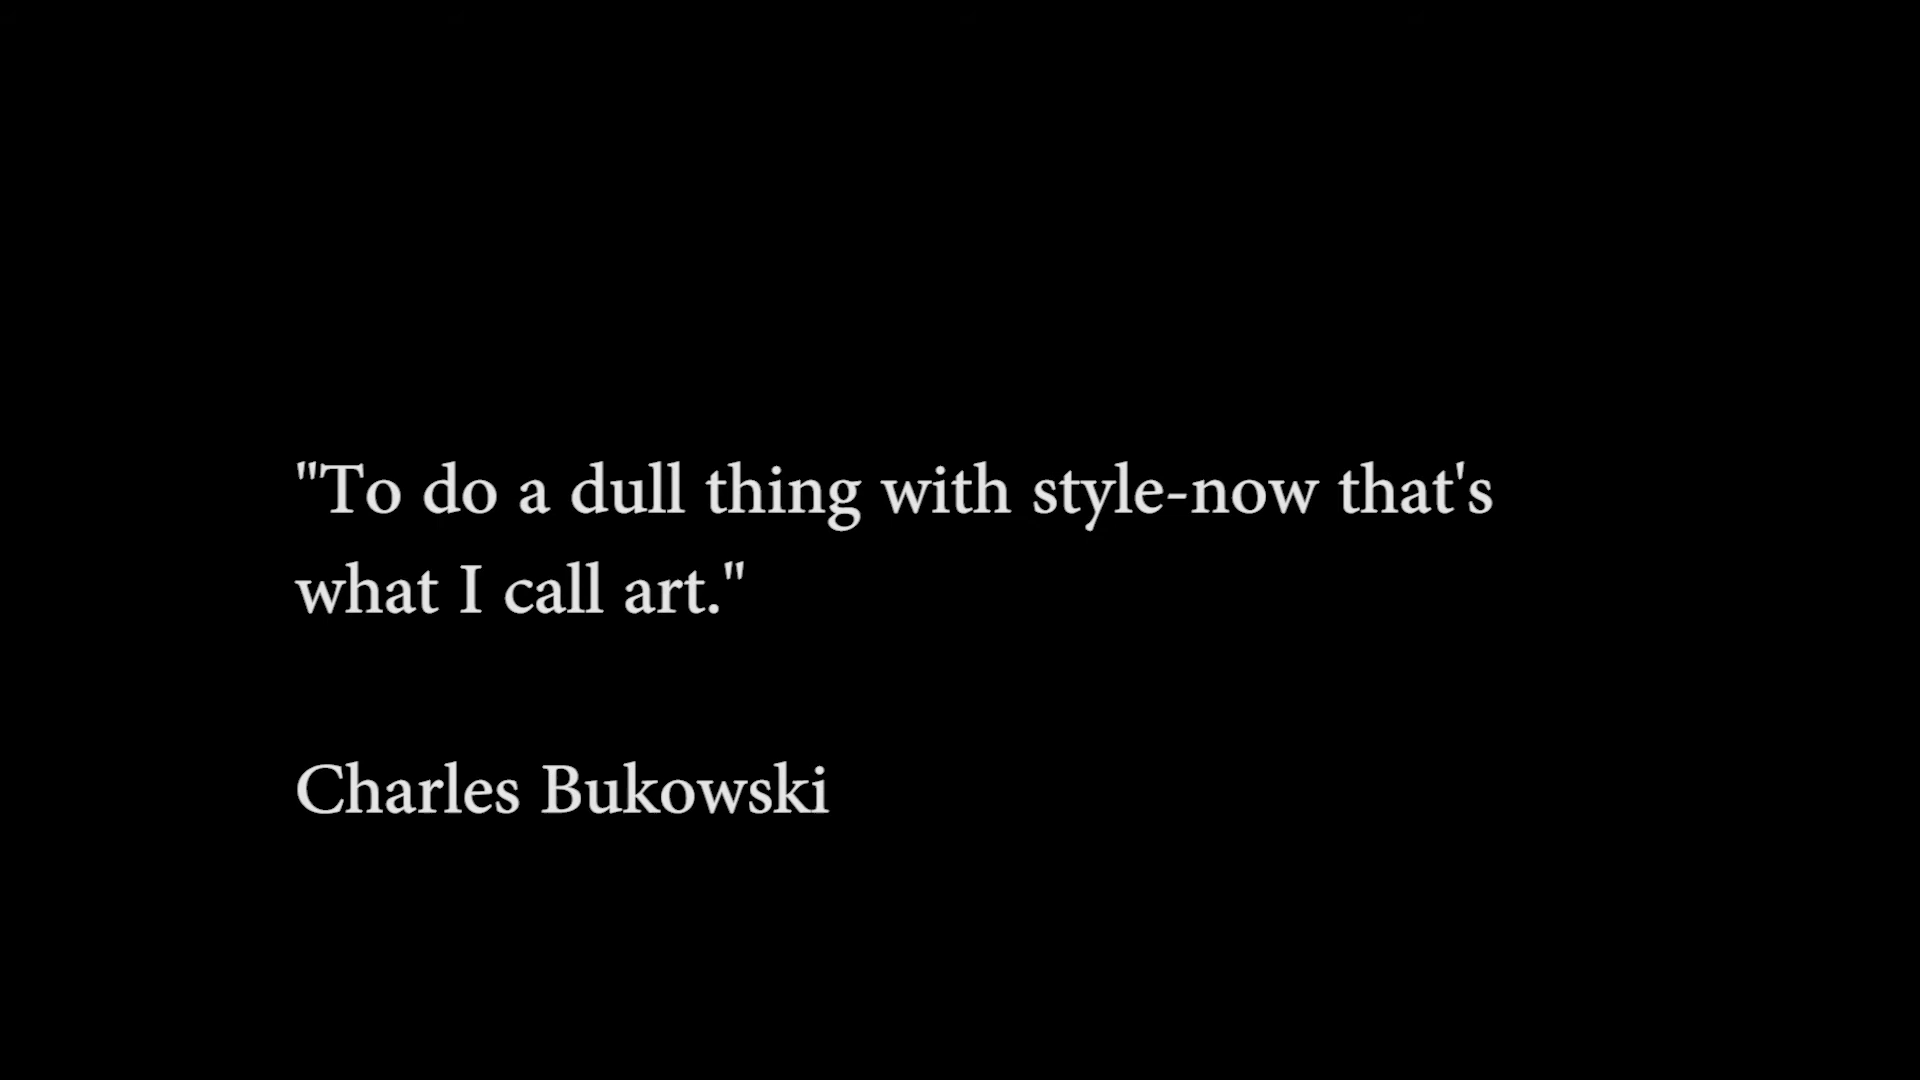 "To do a dull thing with style-now that's
what I call art."
Charles Bukowski